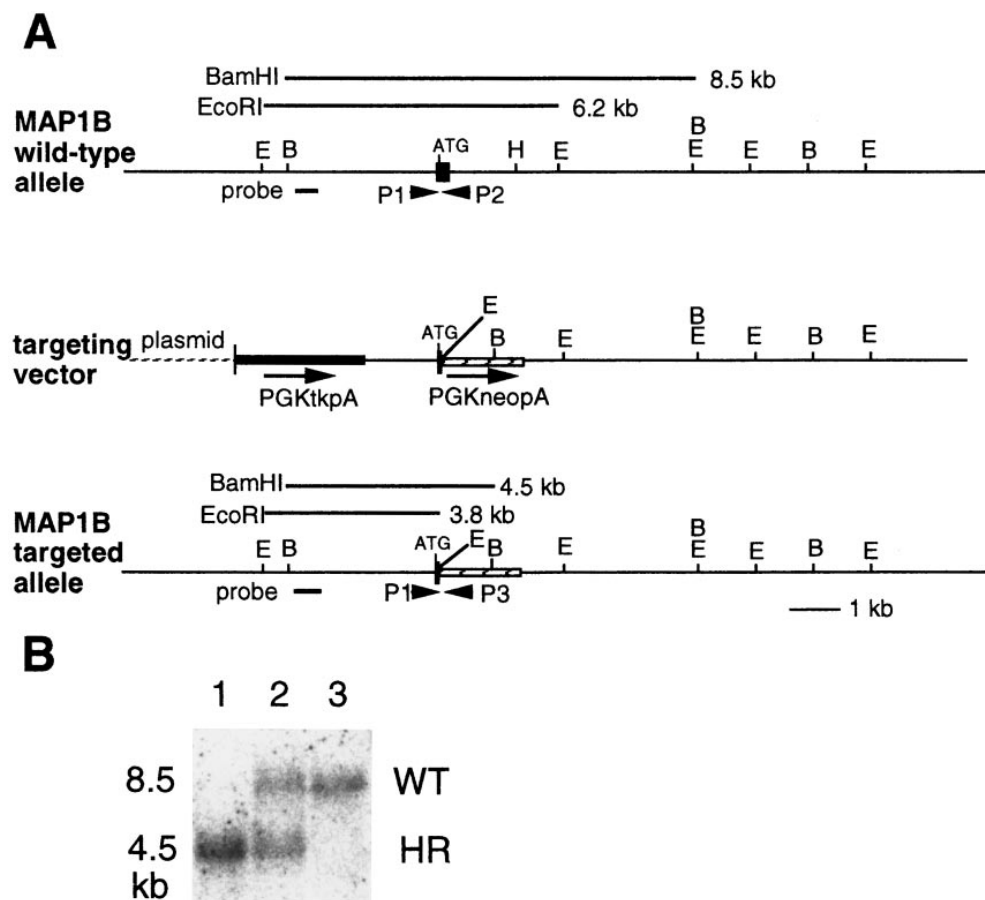 A
BamHI 8.5 kb
EcoRI 6.2 kb
MAP1B
wild-type
allele
B
E B ATG H E E E B E
probe P1 P2
E
plasmid ATG B E B E E B E
targeting
vector
PGKtkpA PGKneopA
BamHI 4.5 kb
EcoRI 3.8 kb
MAP1B
targeted
allele
E B ATG E B E B E E B E
probe P1 P3 1 kb
B
1 2 3
8.5 WT
4.5 HR
kb